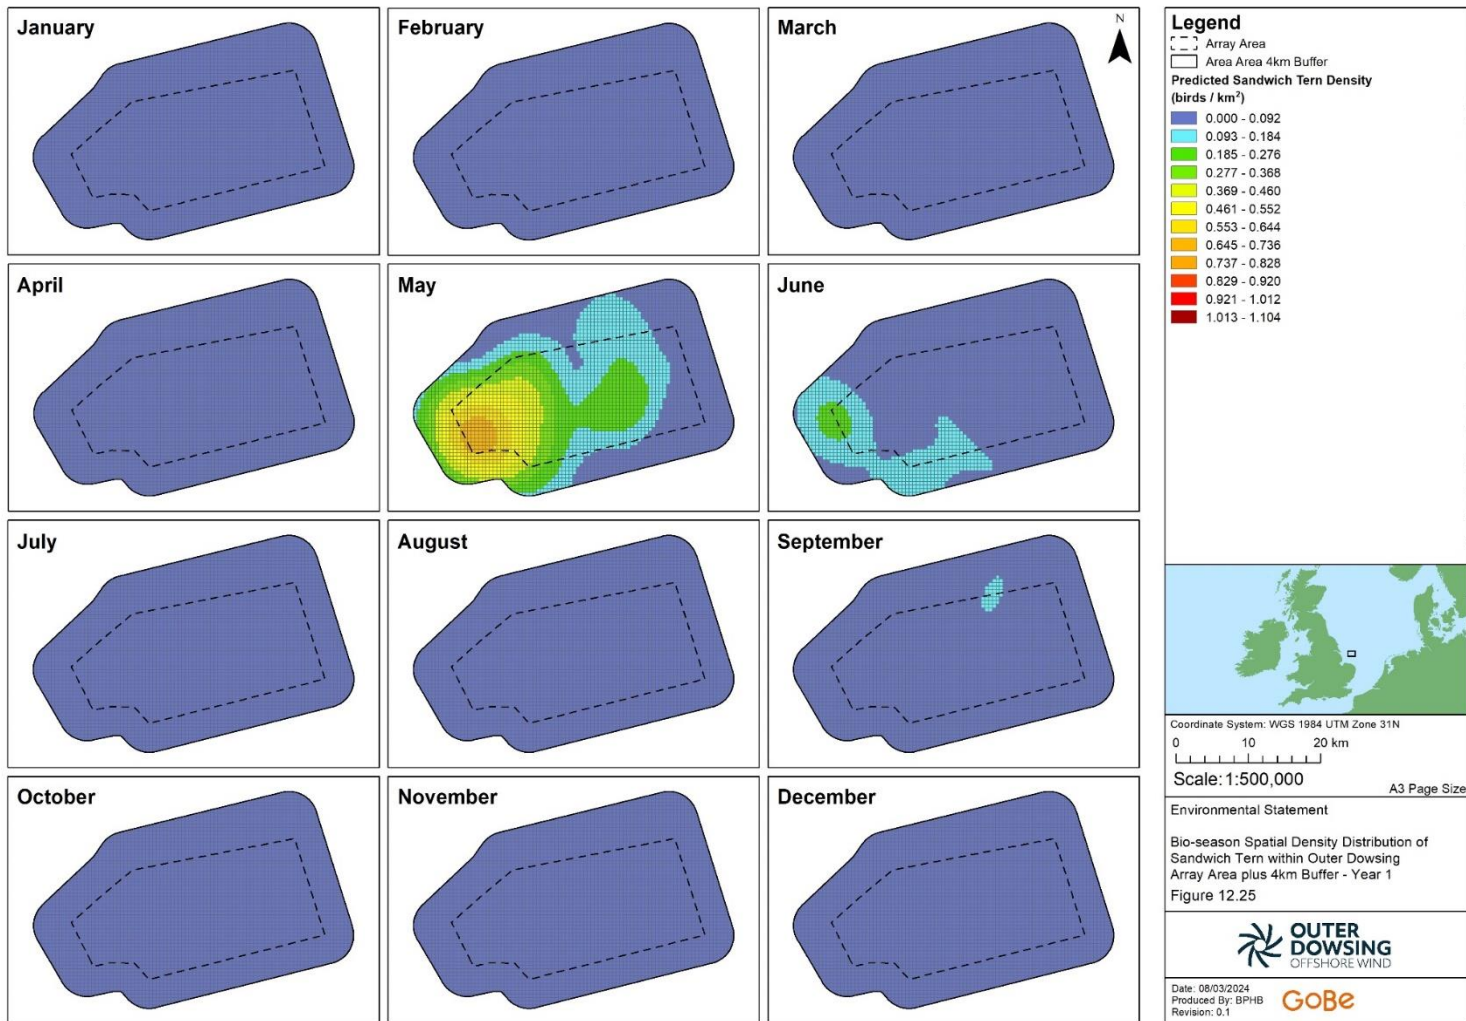 January
February
March
N
April
May
June
July
August
September
October
November
December
Legend
Array Area
Area Area 4km Buffer
Predicted Sandwich Tern Density
(birds / km²)
0.000 - 0.092
0.093 - 0.184
0.185 - 0.276
0.277 - 0.368
0.369 - 0.460
0.461 - 0.552
0.553 - 0.644
0.645 - 0.736
0.737 - 0.828
0.829 - 0.920
0.921 - 1.012
1.013 - 1.104
Coordinate System: WGS 1984 UTM Zone 31N
0 10 20 km
Scale: 1:500,000
A3 Page Size
Environmental Statement
Bio-season Spatial Density Distribution of
Sandwich Tern within Outer Dowsing
Array Area plus 4km Buffer - Year 1
Figure 12.25
OUTER
DOWSING
OFFSHORE WIND
Date: 08/03/2024
Produced By: BPHB
Revision: 0.1
GoBe